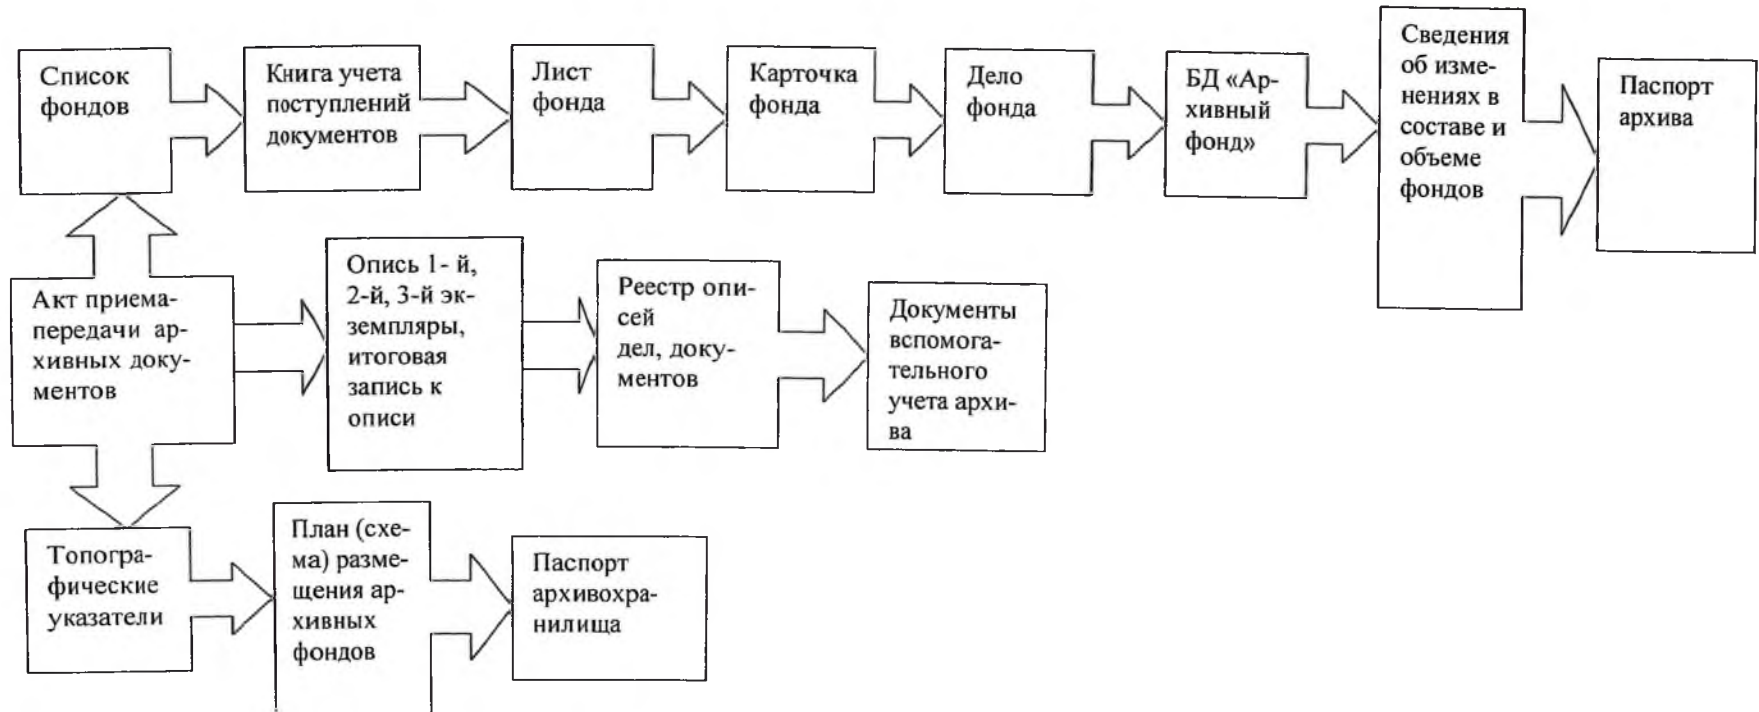 Список
фондов
Книга учета
поступлений
документов
Лист
фонда
Карточка
фонда
Дело
фонда
БД «Ар-
хивный
фонд»
Сведения
об изме-
нениях в
составе и
объеме
фондов
Паспорт
архива
Акт приема-
передачи ар-
хивных доку-
ментов
Опись 1- й,
2-й, 3-й эк-
земпляры,
итоговая
запись к
описи
Реестр опи-
сей
дел, доку-
ментов
Документы
вспомога-
тельного
учета архи-
ва
Топогра-
фические
указатели
План (схе-
ма) разме-
щения ар-
хивных
фондов
Паспорт
архивохра-
нилища